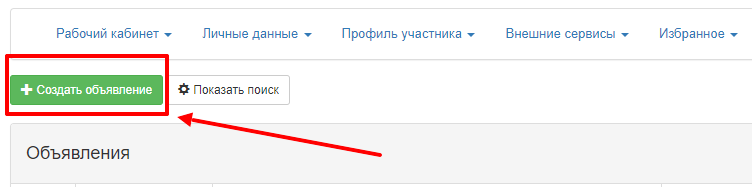 Рабочий кабинет Личные данные Профиль участника Внешние сервисы Избранное
Создать объявление Показать поиск
Объявления